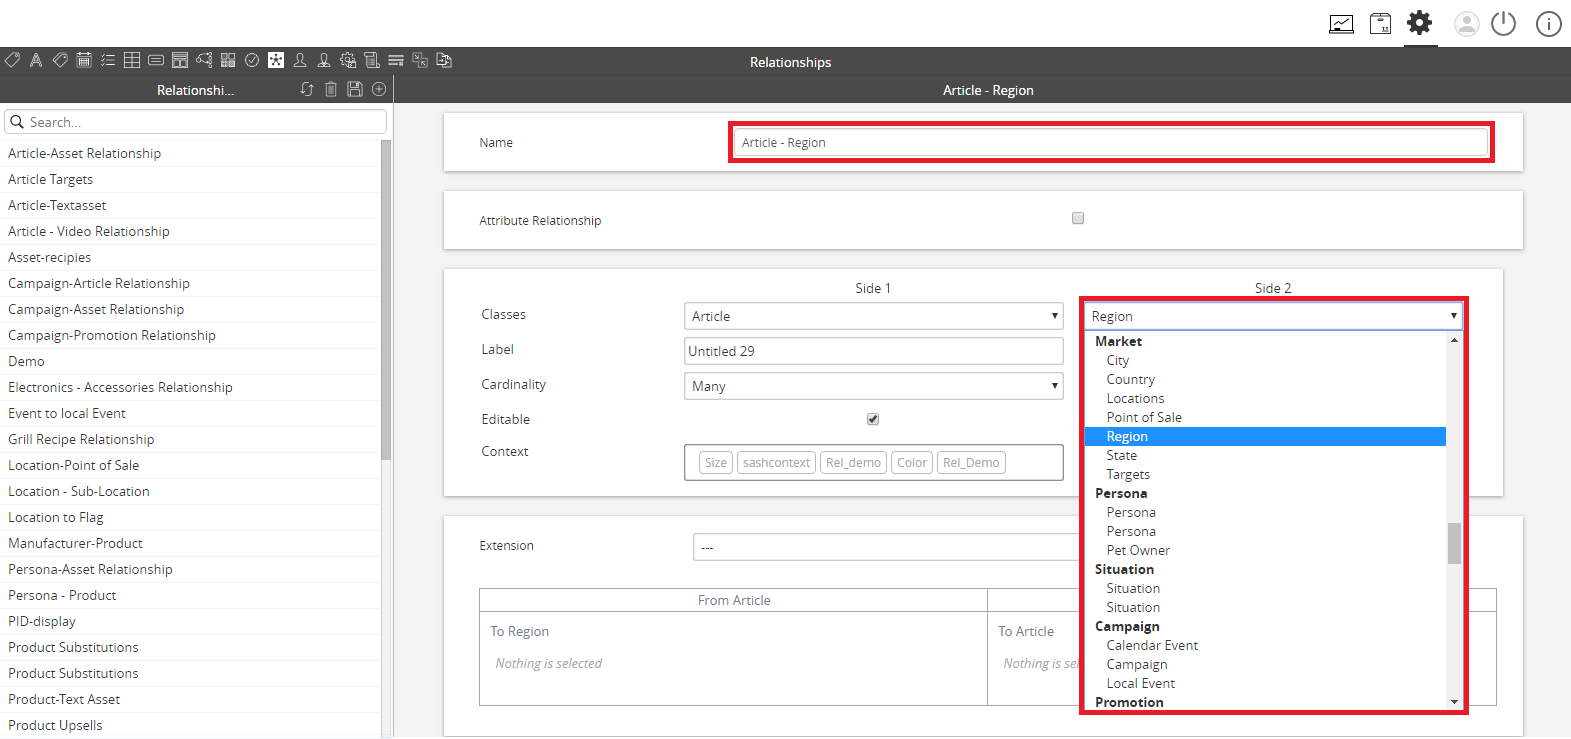 Relationships
Relationshi...
Article - Region
Search...
Article-Asset Relationship
Article Targets
Article-Textasset
Article - Video Relationship
Asset-recipies
Campaign-Article Relationship
Campaign-Asset Relationship
Campaign-Promotion Relationship
Demo
Electronics - Accessories Relationship
Event to local Event
Grill Recipe Relationship
Location-Point of Sale
Location - Sub-Location
Location to Flag
Manufacturer-Product
Persona-Asset Relationship
Persona - Product
PID-display
Product Substitutions
Product Substitutions
Product-Text Asset
Product Upsells
Name
Article - Region
Attribute Relationship
Side 1
Side 2
Classes
Article
Region
Label
Untitled 29
Cardinality
Many
Editable
Context
Size sashcontext Rel_demo Color Rel_Demo
Market
City
Country
Locations
Point of Sale
Region
State
Targets
Persona
Persona
Persona
Pet Owner
Situation
Situation
Situation
Campaign
Calendar Event
Campaign
Local Event
Promotion
Extension
---
From Article
To Region
Nothing is selected
To Article
Nothing is sel